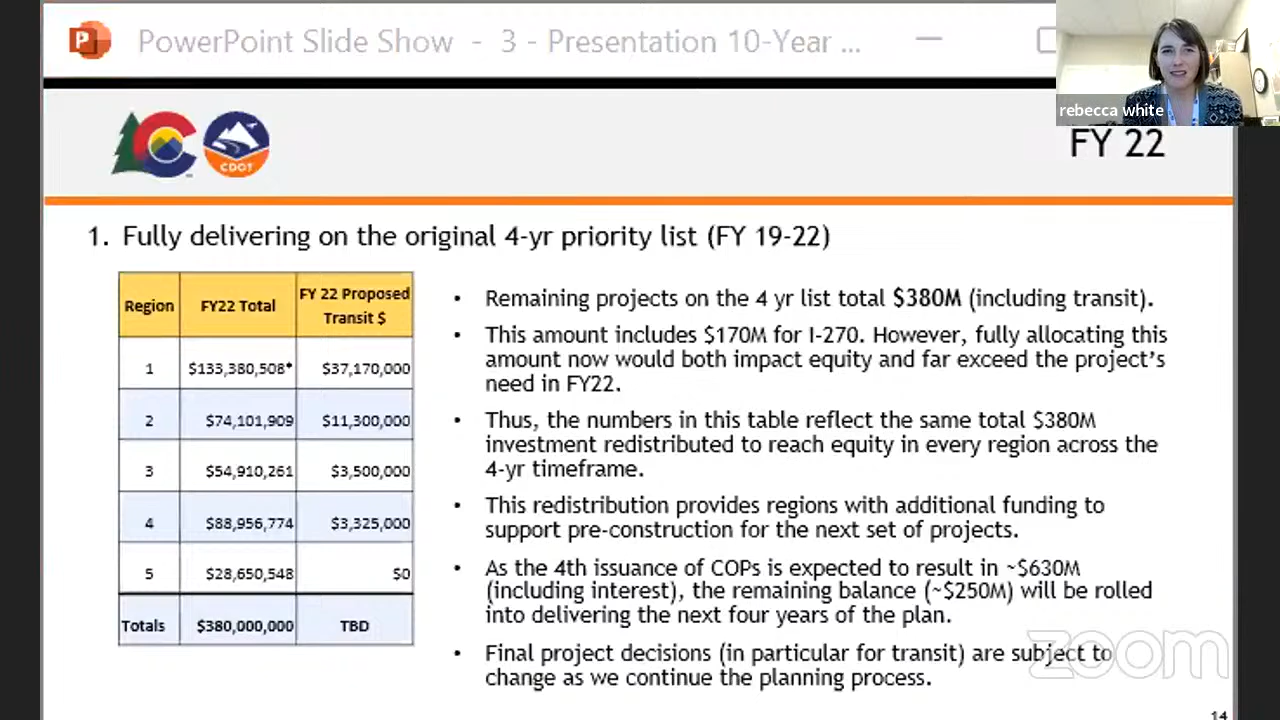 PowerPoint Slide Show - 3 - Presentation 10-Year ...
rebecca white
CDOT
FY 22
1. Fully delivering on the original 4-yr priority list (FY 19-22)
Region FY22 Total FY 22 Proposed Transit $
1 $133,380,508* $37,170,000
2 $74,101,909 $11,300,000
3 $54,910,261 $3,500,000
4 $88,956,774 $3,325,000
5 $28,650,548 $0
Totals $380,000,000 TBD
• Remaining projects on the 4 yr list total $380M (including transit).
• This amount includes $170M for I-270. However, fully allocating this
amount now would both impact equity and far exceed the project's
need in FY22.
• Thus, the numbers in this table reflect the same total $380M
investment redistributed to reach equity in every region across the
4-yr timeframe.
• This redistribution provides regions with additional funding to
support pre-construction for the next set of projects.
• As the 4th issuance of COPs is expected to result in ~$630M
(including interest), the remaining balance (~$250M) will be rolled
into delivering the next four years of the plan.
• Final project decisions (in particular for transit) are subject to
change as we continue the planning process.
zoom
14